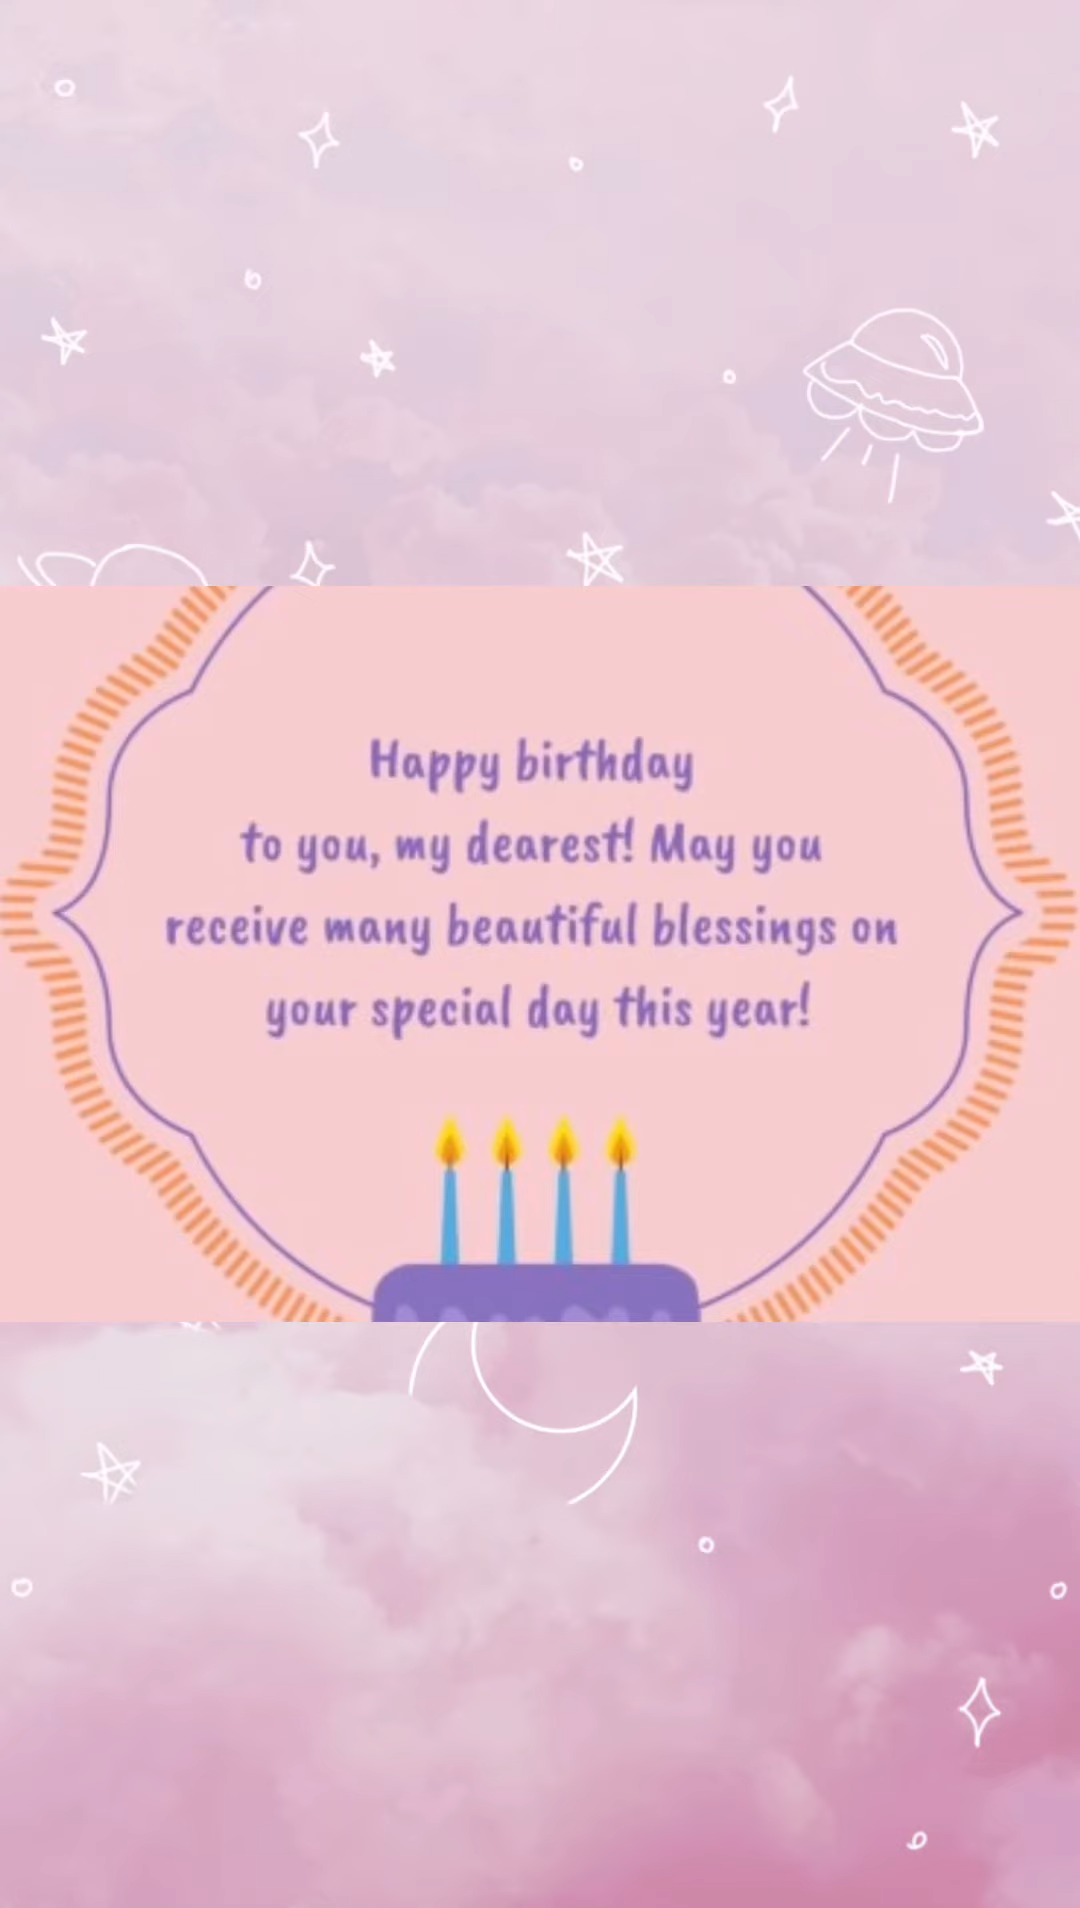 Happy birthday
to you, my dearest! May you
receive many beautiful blessings on
your special day this year!